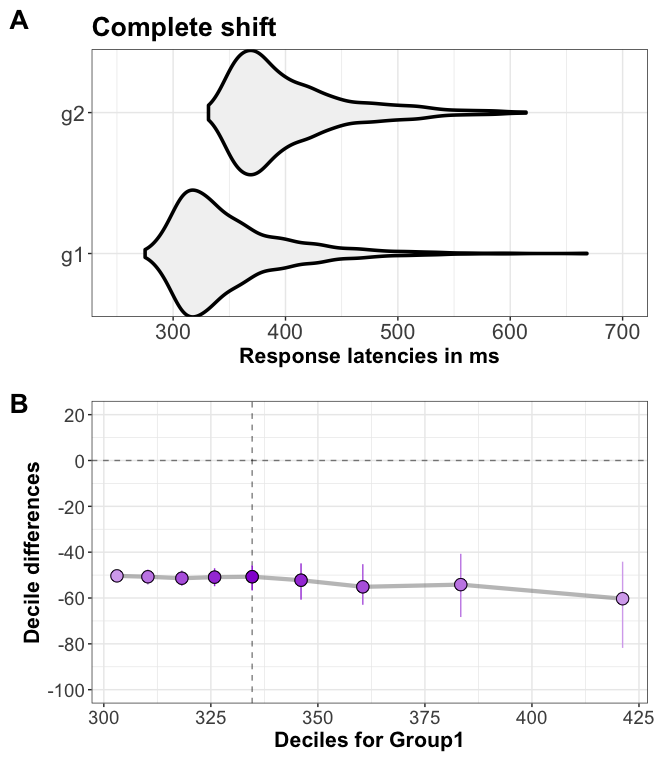 A
Complete shift
g2
g1
300 400 500 600 700
Response latencies in ms
B
20
0
-20
-40
-60
-80
-100
Decile differences
300 325 350 375 400 425
Deciles for Group1